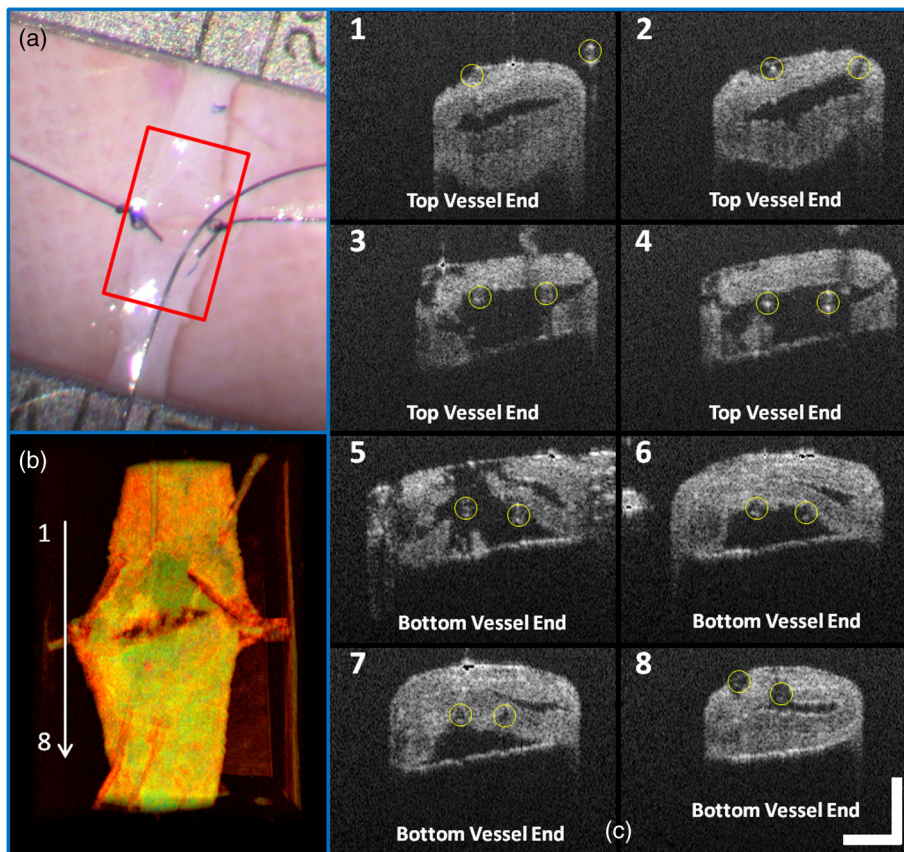 (a)
(b)
1
8
1
Top Vessel End
2
Top Vessel End
3
Top Vessel End
4
Top Vessel End
5
Bottom Vessel End
6
Bottom Vessel End
7
Bottom Vessel End
8
Bottom Vessel End
(c)